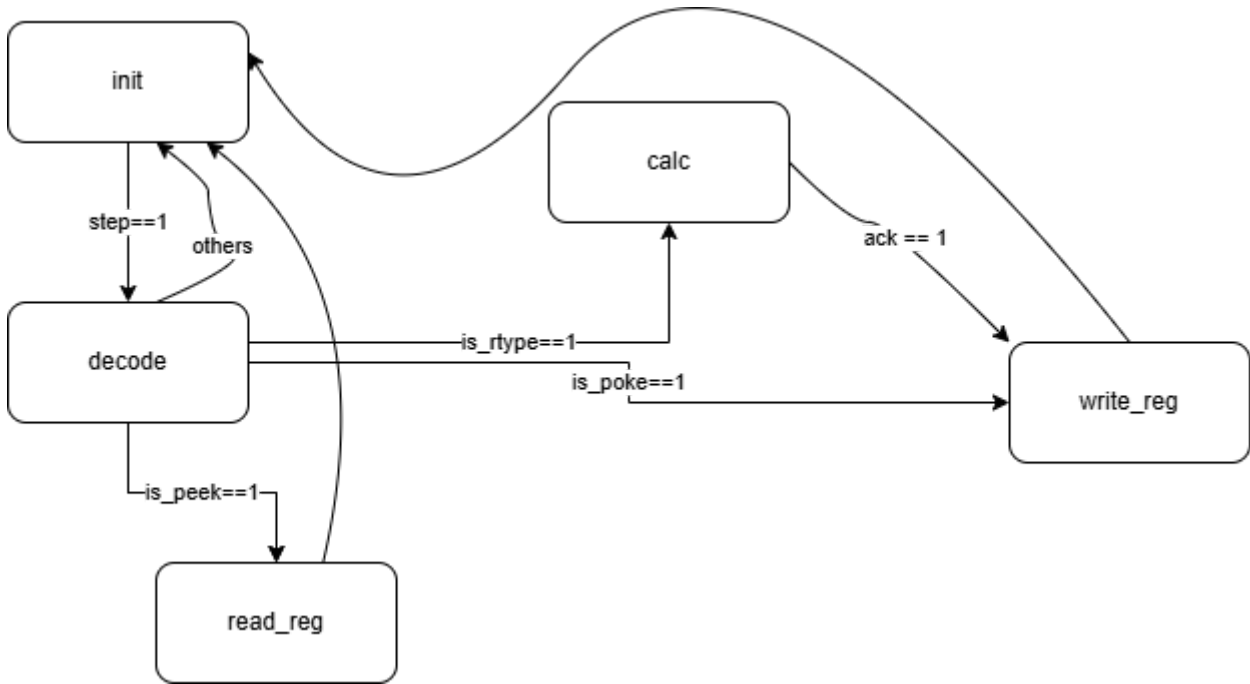 init
calc
step==1
others
ack == 1
decode
is_rtype==1
is_poke==1
write_reg
is_peek==1
read_reg